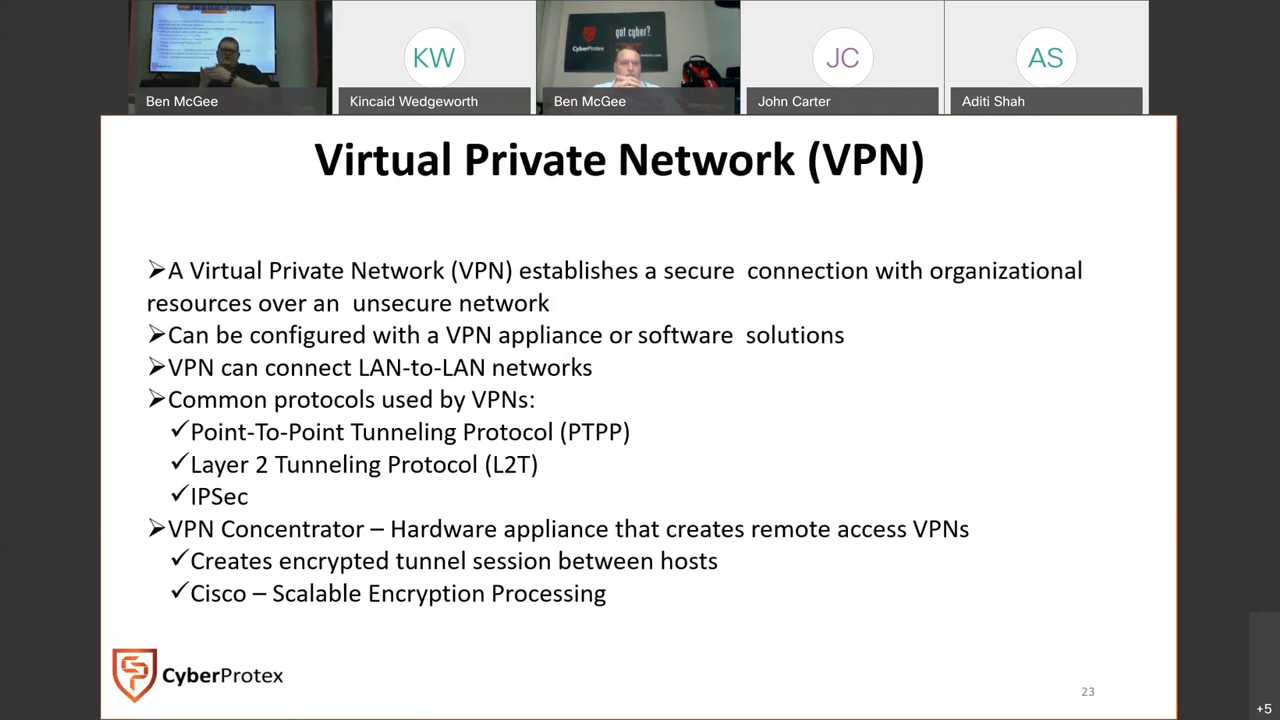 KW
got cyber?
CyberProtex
JC
AS
Ben McGee
Kincaid Wedgeworth
Ben McGee
John Carter
Aditi Shah
Virtual Private Network (VPN)
➢A Virtual Private Network (VPN) establishes a secure connection with organizational
resources over an unsecure network
➢Can be configured with a VPN appliance or software solutions
➢VPN can connect LAN-to-LAN networks
➢Common protocols used by VPNs:
✓Point-To-Point Tunneling Protocol (PTPP)
✓Layer 2 Tunneling Protocol (L2T)
✓IPSec
➢VPN Concentrator – Hardware appliance that creates remote access VPNs
✓Creates encrypted tunnel session between hosts
✓Cisco – Scalable Encryption Processing
CyberProtex
23
+5